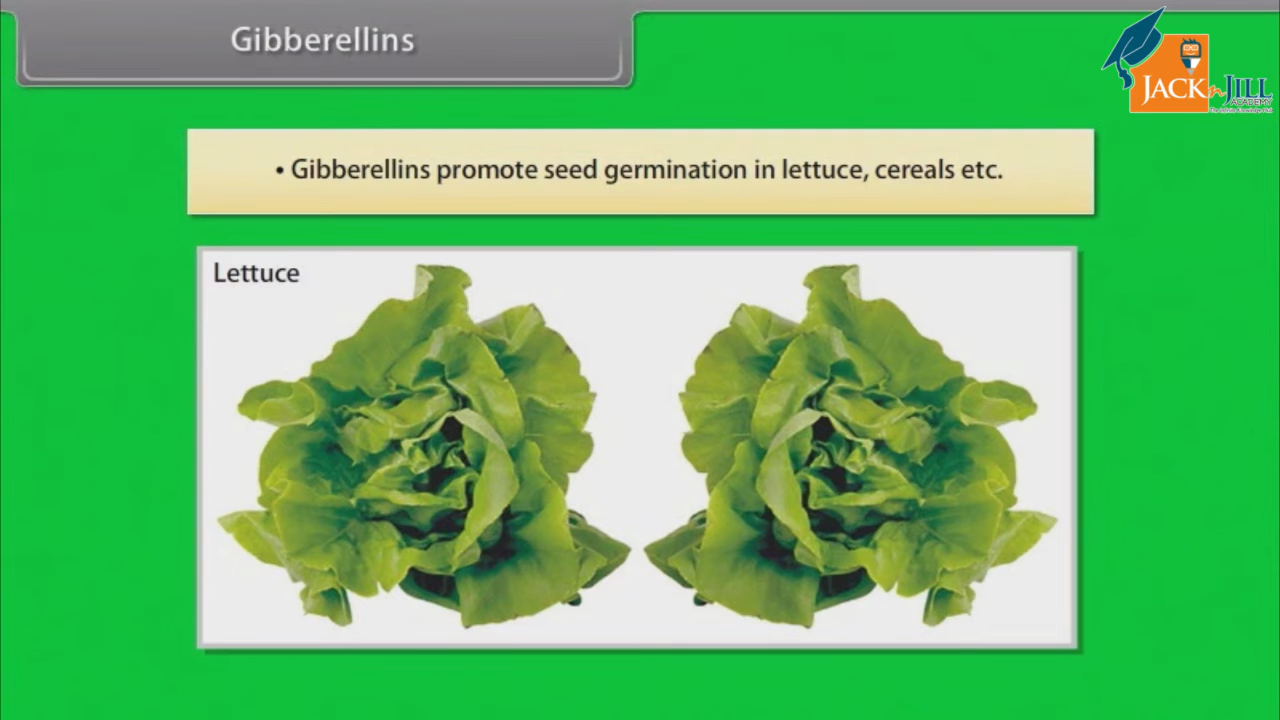 Gibberellins
JACK n JILL
ACADEMY
• Gibberellins promote seed germination in lettuce, cereals etc.
Lettuce